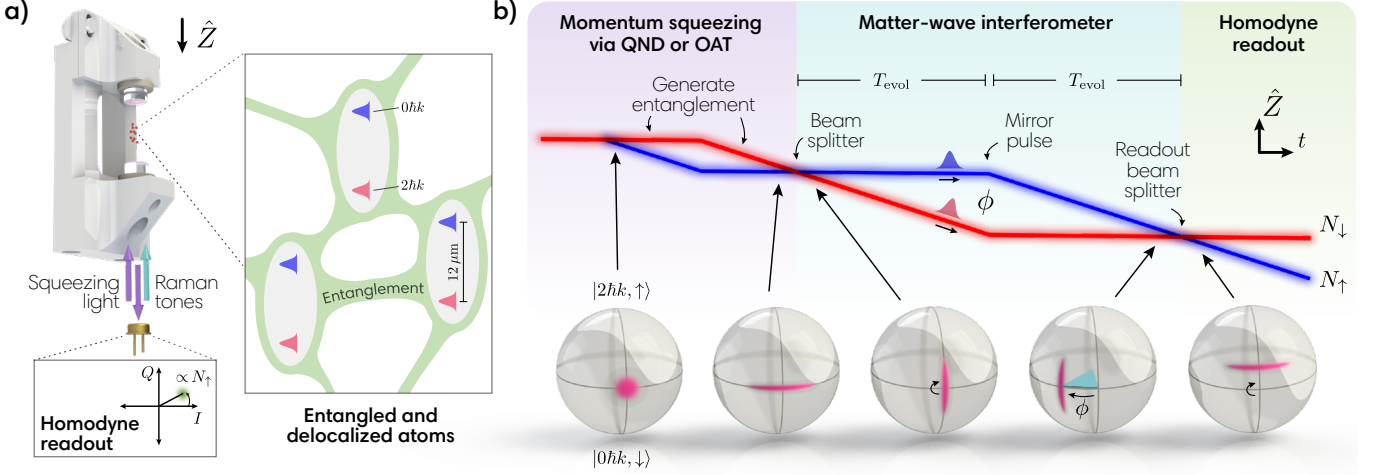 a)
Ẑ
0ħk
2ħk
12 μm
Entanglement
Squeezing
light
Raman
tones
Q
∝ N↑
I
Homodyne
readout
Entangled and
delocalized atoms
b)
Momentum squeezing
via QND or OAT
Matter-wave interferometer
Homodyne
readout
Generate
entanglement
T_evol
T_evol
Beam
splitter
Mirror
pulse
Readout
beam
splitter
Ẑ
t
ϕ
N↓
N↑
|2ħk, ↑⟩
ϕ
|0ħk, ↓⟩